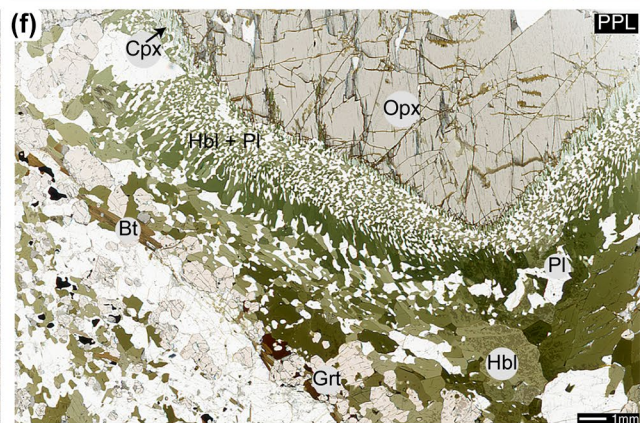 (f)
PPL
Cpx
Opx
Hbl + Pl
Bt
Pl
Hbl
Grt
1mm